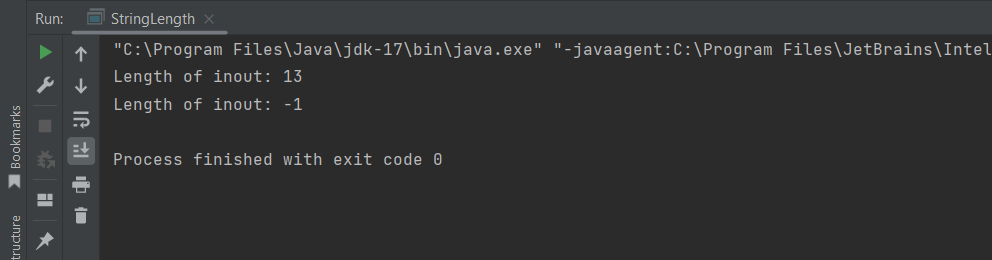 Run: StringLength
"C:\Program Files\Java\jdk-17\bin\java.exe" "-javaagent:C:\Program Files\JetBrains\Intel
Length of inout: 13
Length of inout: -1
Process finished with exit code 0
Bookmarks
tructure